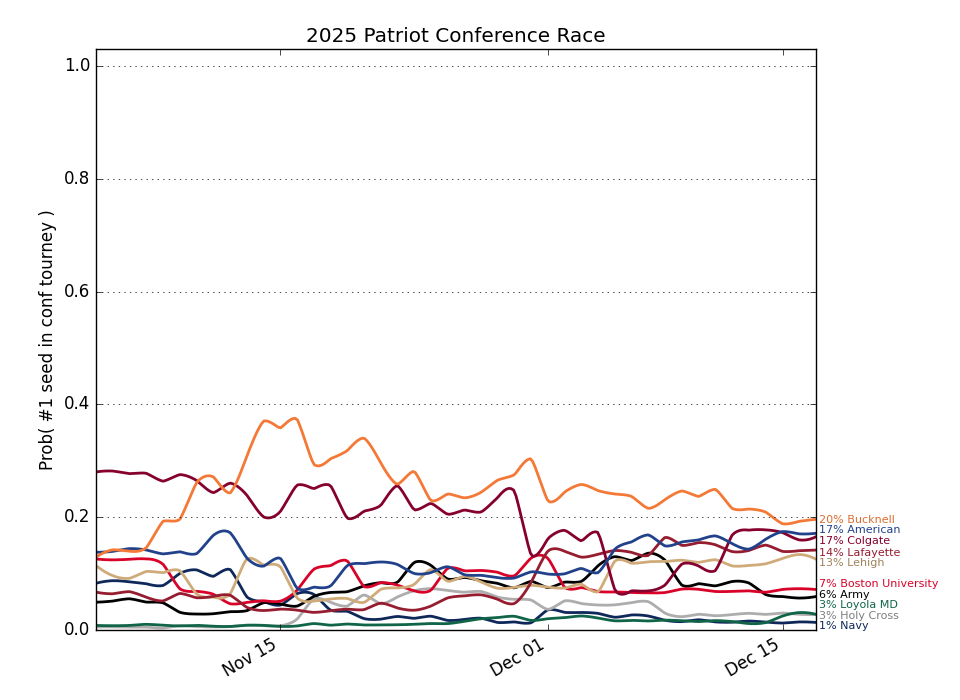 2025 Patriot Conference Race
Prob( #1 seed in conf tourney )
1.0
0.8
0.6
0.4
0.2
0.0
Nov 15
Dec 01
Dec 15
20% Bucknell
17% American
17% Colgate
14% Lafayette
13% Lehigh
7% Boston University
6% Army
3% Loyola MD
3% Holy Cross
1% Navy